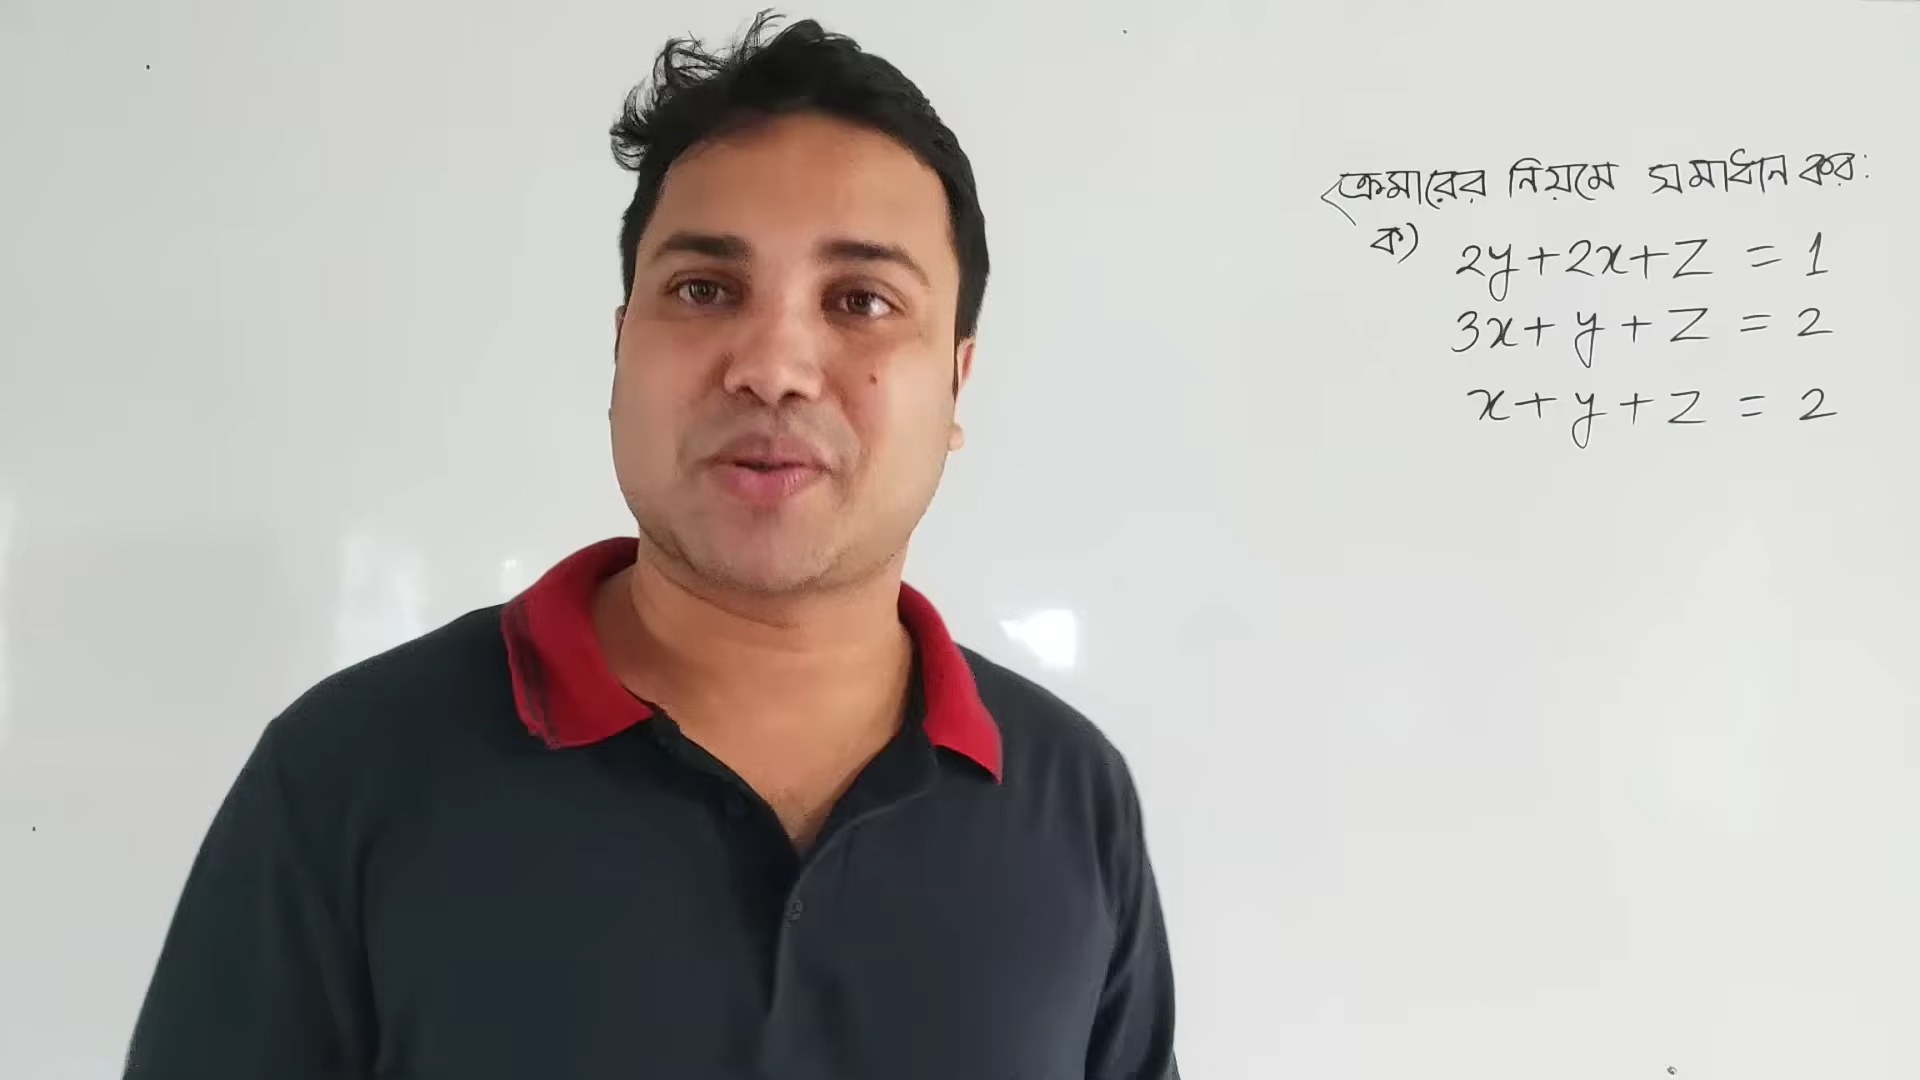 ক্রেমারের নিয়মে সমাধান কর:
ক) 2y+2x+Z = 1
3x+y+Z = 2
x+y+Z = 2